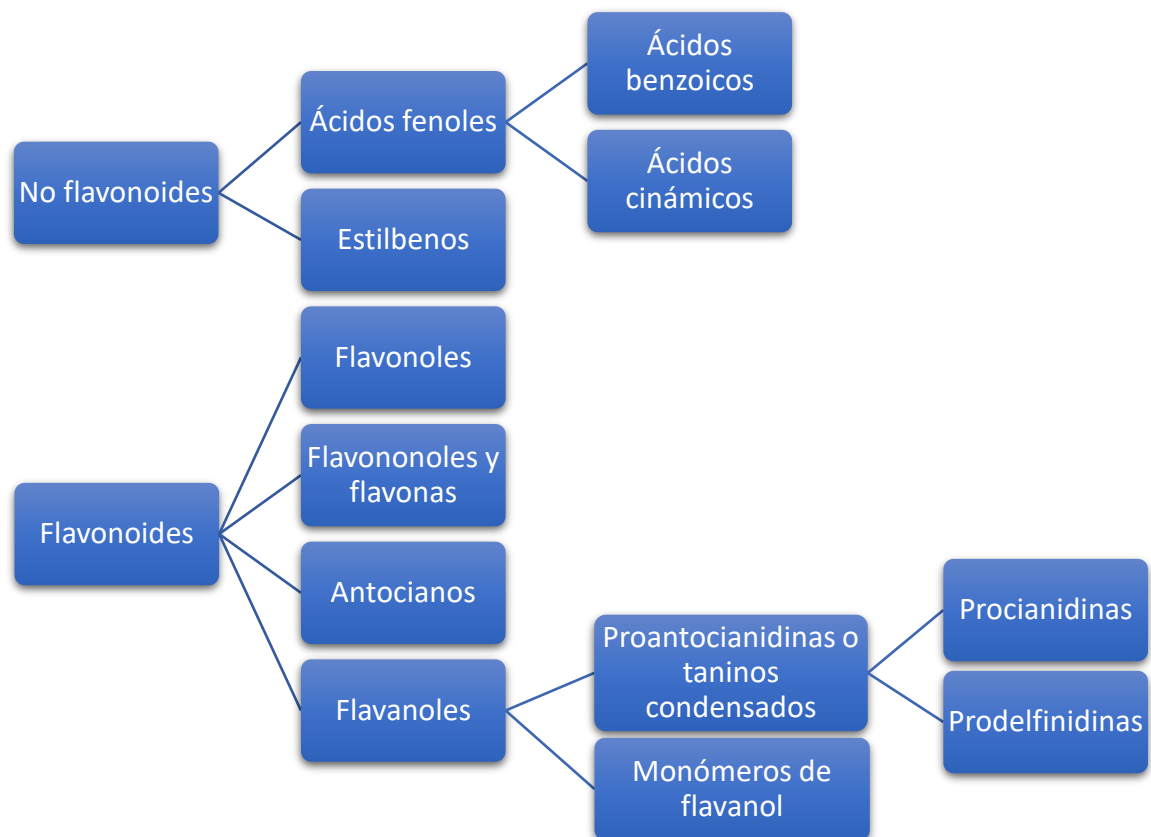 No flavonoides
Ácidos fenoles
Ácidos
benzoicos
Ácidos
cinámicos
Estilbenos
Flavonoides
Flavonoles
Flavononoles y
flavonas
Antocianos
Flavanoles
Proantocianidinas o
taninos
condensados
Procianidinas
Prodelfinidinas
Monómeros de
flavanol